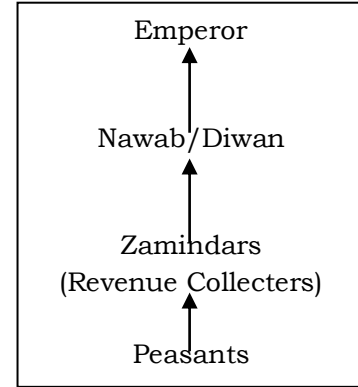 Emperor
Nawab/Diwan
Zamindars
(Revenue Collecters)
Peasants